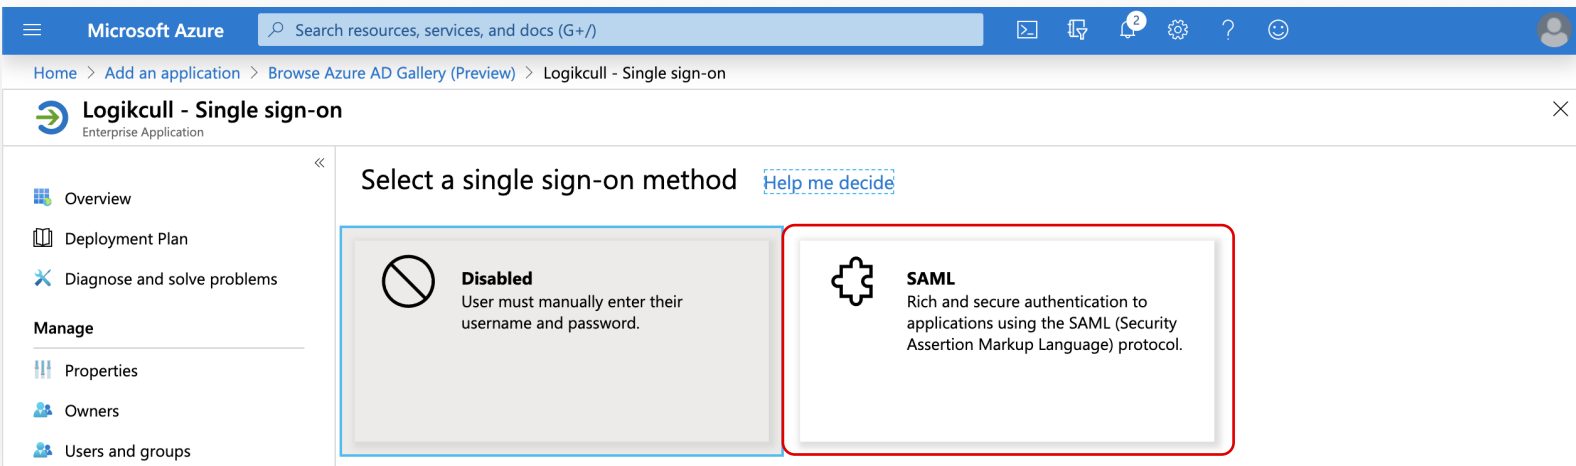 Microsoft Azure
Search resources, services, and docs (G+/)
2
Home > Add an application > Browse Azure AD Gallery (Preview) > Logikcull - Single sign-on
Logikcull - Single sign-on
Enterprise Application
Overview
Deployment Plan
Diagnose and solve problems
Manage
Properties
Owners
Users and groups
Select a single sign-on method Help me decide
Disabled
User must manually enter their
username and password.
SAML
Rich and secure authentication to
applications using the SAML (Security
Assertion Markup Language) protocol.